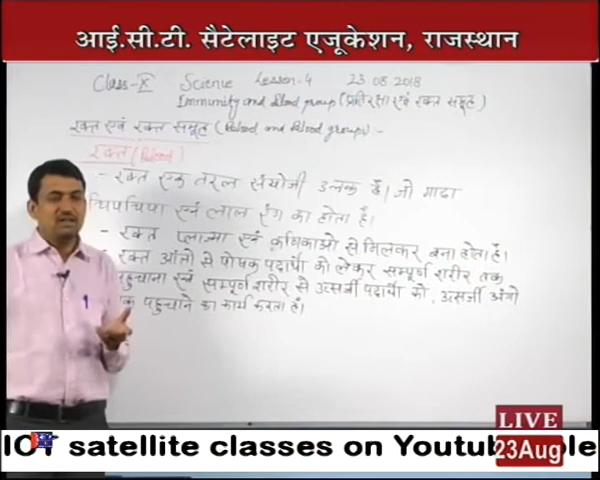 आई.सी.टी. सैटेलाइट एजूकेशन, राजस्थान
Class-X Science Lesson-4 23.08.2018
Immunity and Blood group (प्रतिरक्षा एवं रक्त समूह)
रक्त एवं रक्त समूह (Blood and Blood groups) :-
रक्त (Blood)
- रक्त एक तरल संयोजी उत्तक है। जो गाढा
चिपचिपा एवं लाल रंग का होता है।
- रक्त प्लाज्मा एवं कणिकाओं से मिलकर बना होता है।
रक्त आंतो से पोषक पदार्थो को लेकर सम्पूर्ण शरीर तक
पहुचाना एवं सम्पूर्ण शरीर से उत्सर्जी पदार्थो को उत्सर्जी अंगो
तक पहुचाने का कार्य करता है।
LIVE
satellite classes on Youtub
23Aug